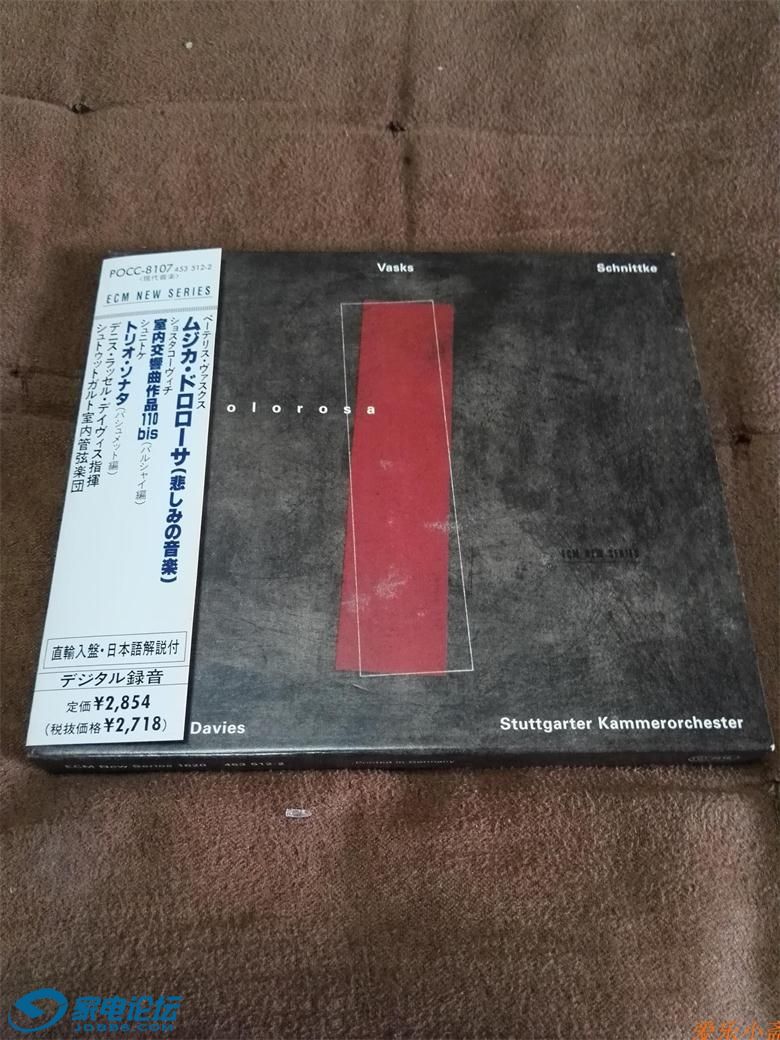 POCC-8107 453 512-2
〈現代音楽〉
ECM NEW SERIES
ペーテリス・ヴァスクス
ムジカ・ドロローサ(悲しみの音楽)
ショスタコーヴィチ
室内交響曲作品110bis(バルシャイ編)
シュニトケ
トリオ・ソナタ(バシュメット編)
デニス・ラッセル・デイヴィス指揮
シュトゥットガルト室内管弦楽団
直輸入盤・日本語解説付
デジタル録音
定価¥2,854
(税抜価格¥2,718)
Vasks
Schnittke
olorosa
ECM NEW SERIES
Davies
Stuttgarter Kammerorchester
ECM New Series 1620 453 512-2
Printed in Germany
家电论坛
JDBBS.COM